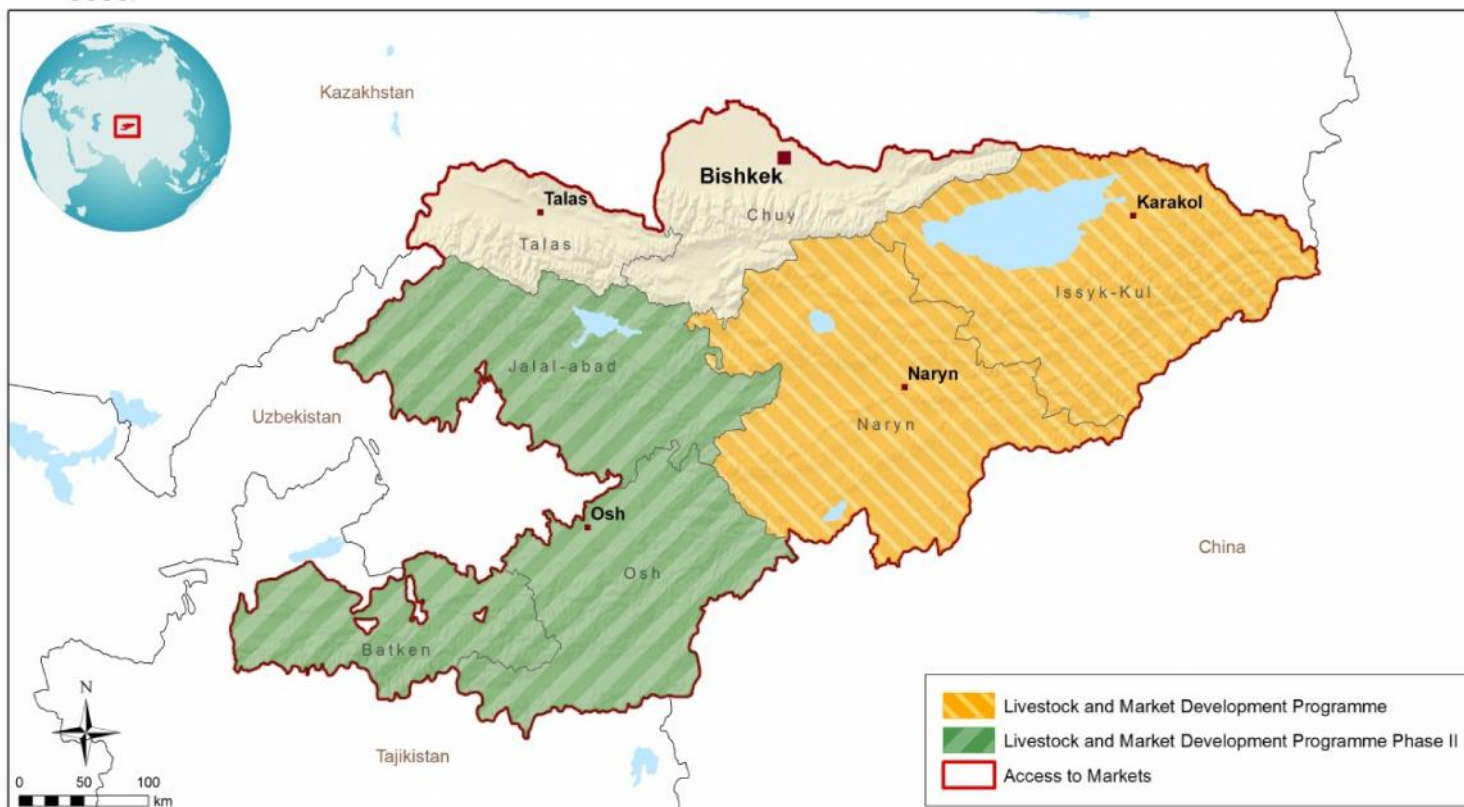 Kazakhstan
Bishkek
Chuy
Talas
Talas
Karakol
Issyk-Kul
Jalal-abad
Naryn
Naryn
Uzbekistan
Osh
Osh
China
Batken
Tajikistan
N
0 50 100
km
Livestock and Market Development Programme
Livestock and Market Development Programme Phase II
Access to Markets